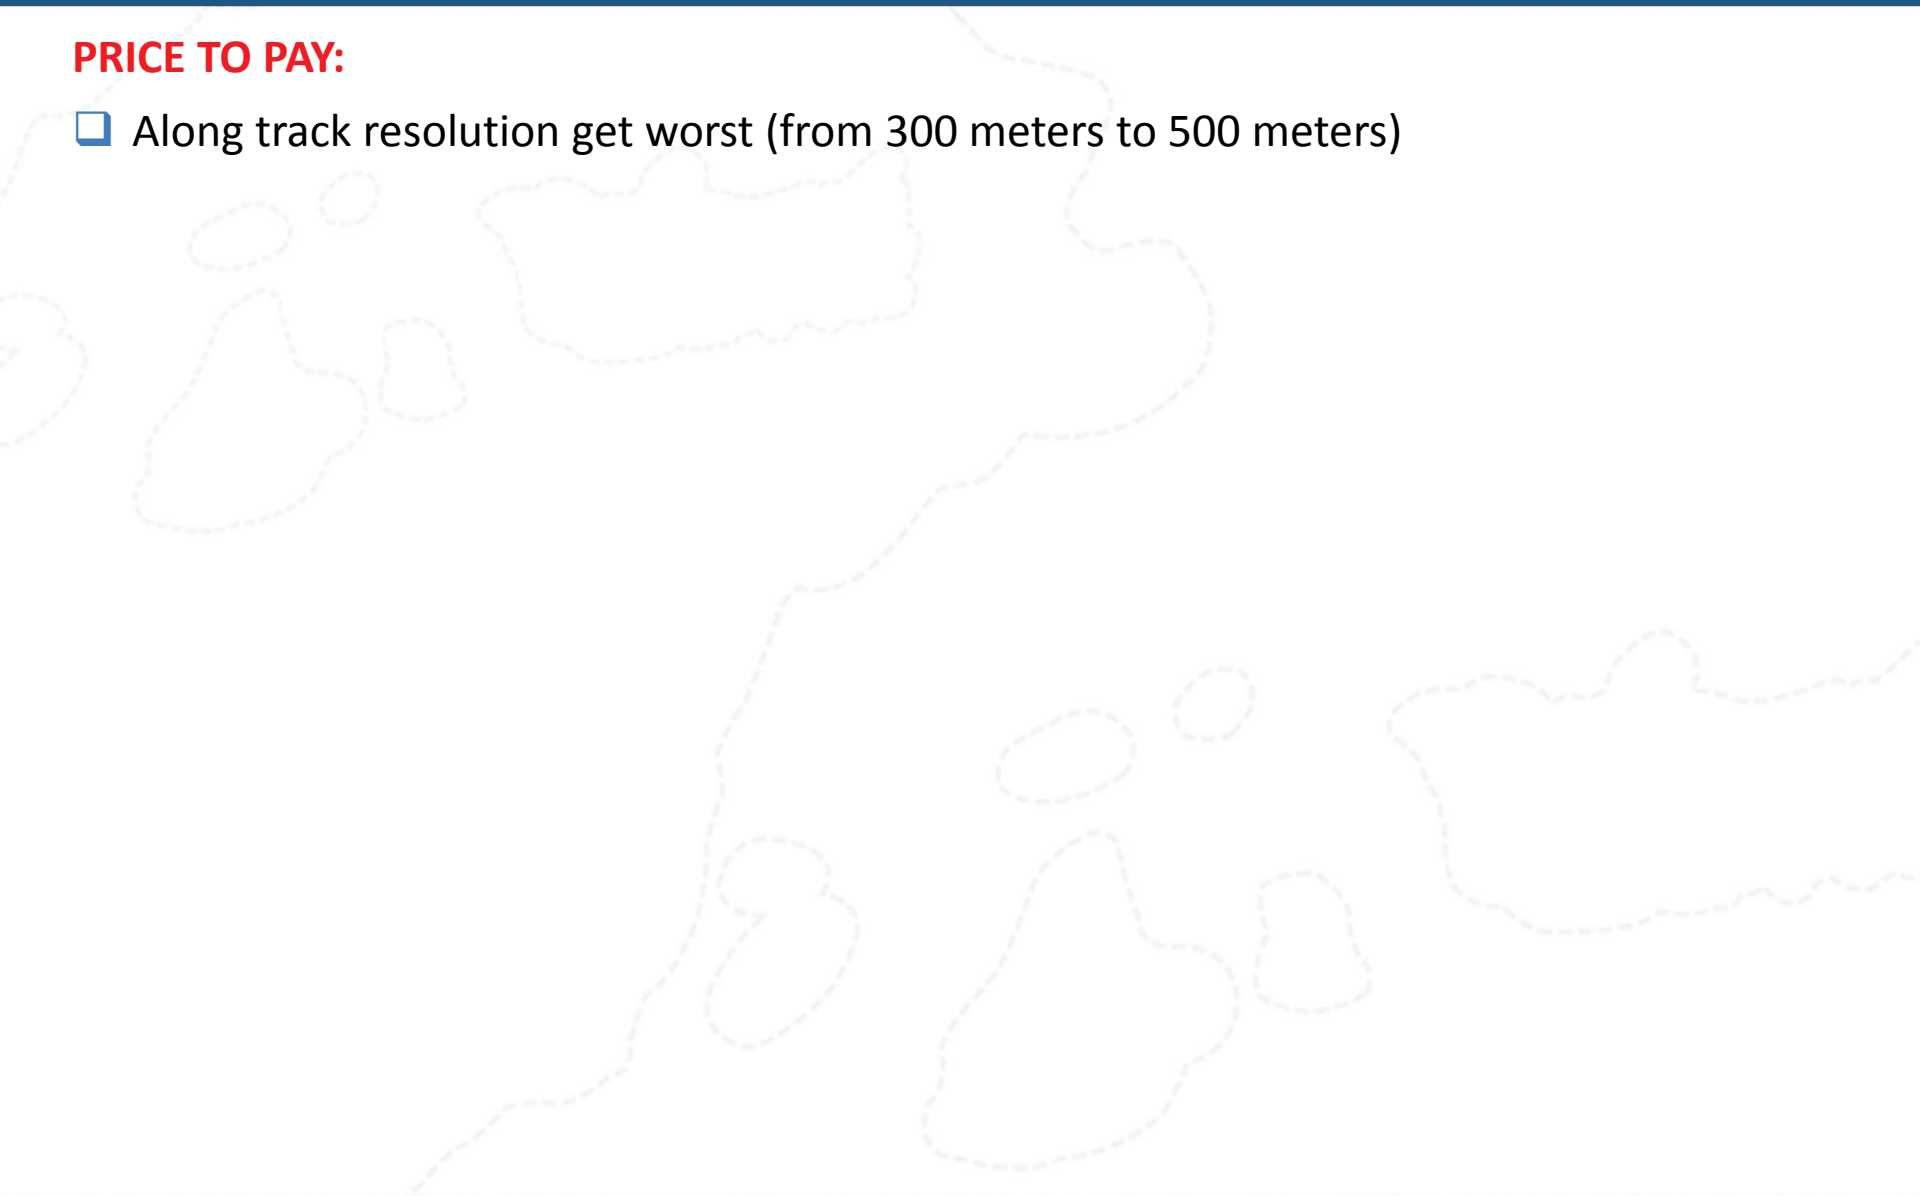 PRICE TO PAY:
Along track resolution get worst (from 300 meters to 500 meters)